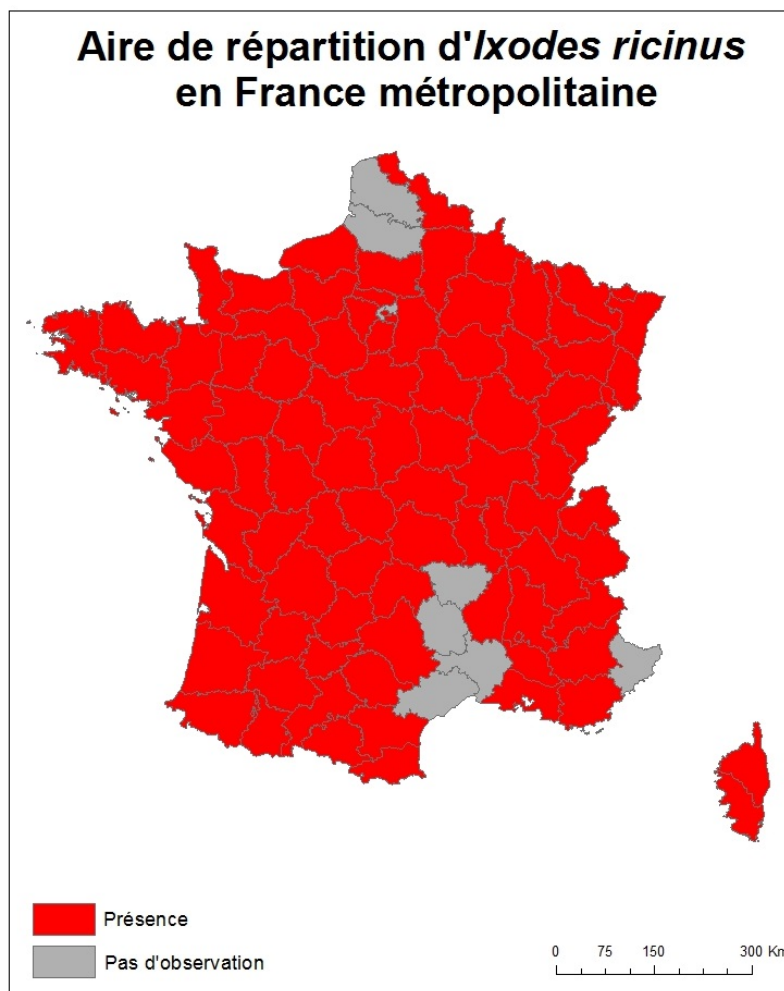 Aire de répartition d'Ixodes ricinus
en France métropolitaine
Présence
Pas d'observation
0 75 150 300 Km